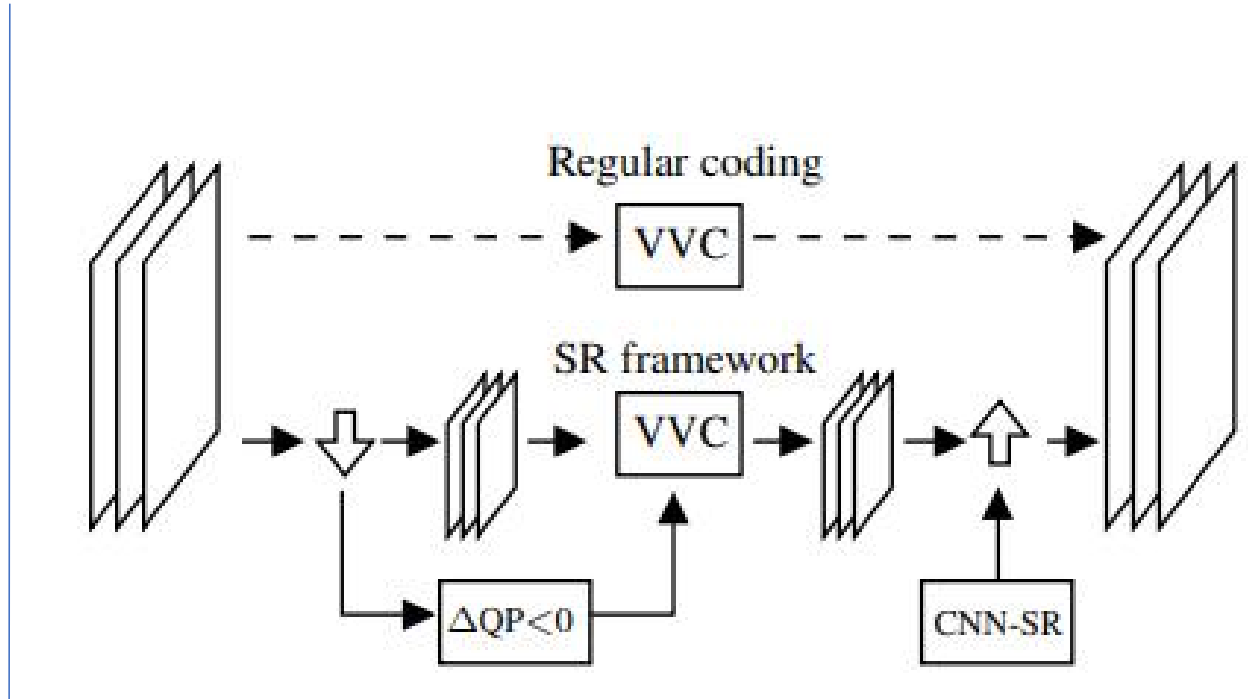 Regular coding
VVC
SR framework
VVC
ΔQP<0
CNN-SR